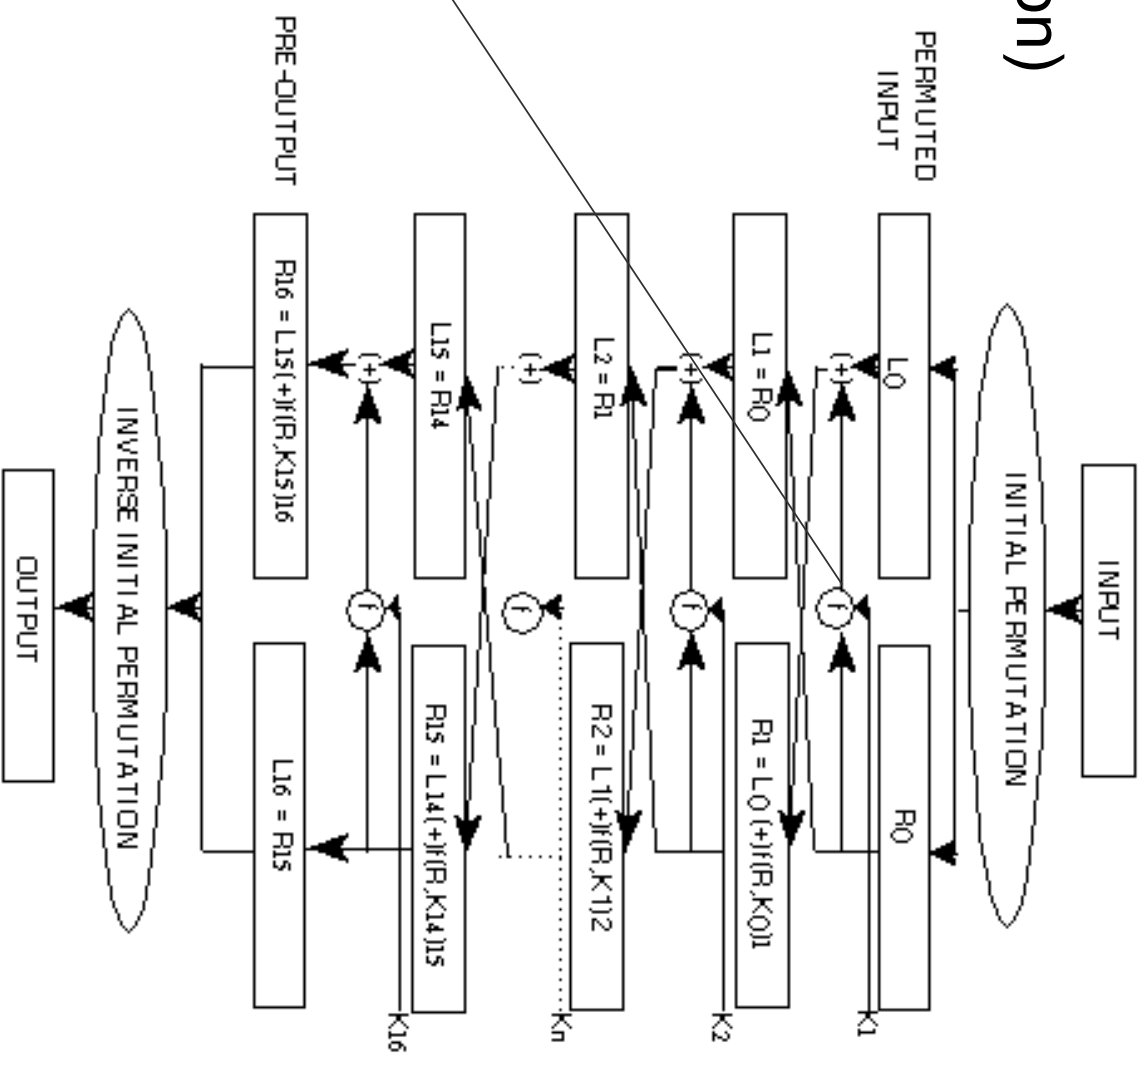 on)
INPUT
INITIAL PERMUTATION
PERMUTED
INPUT
L0
R0
K1
(+)
f
L1 = R0
R1 = L0 (+)f(R,K0)1
K2
(+)
f
L2 = R1
R2 = L1(+)f(R,K1)2
Kn
(+)
f
L15 = R14
R15 = L14(+)f(R,K14)15
K16
(+)
f
PRE-OUTPUT
R16 = L15(+)f(R,K15)16
L16 = R15
INVERSE INITIAL PERMUTATION
OUTPUT